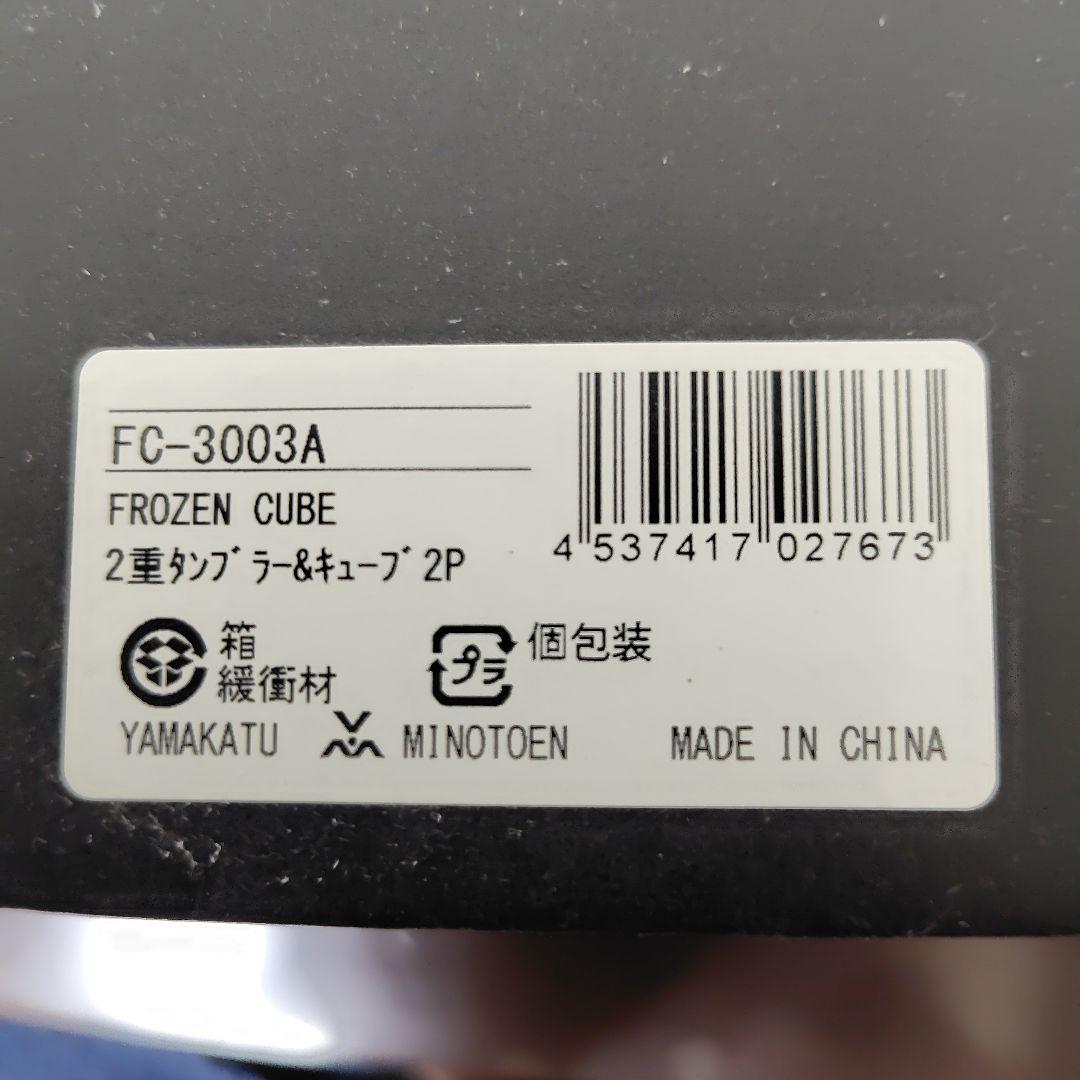 FC-3003A
FROZEN CUBE
2重ﾀﾝﾌﾞﾗｰ&ｷｭｰﾌﾞ2P
4 537417 027673
箱
緩衝材
プラ
個包装
YAMAKATU MINOTOEN MADE IN CHINA